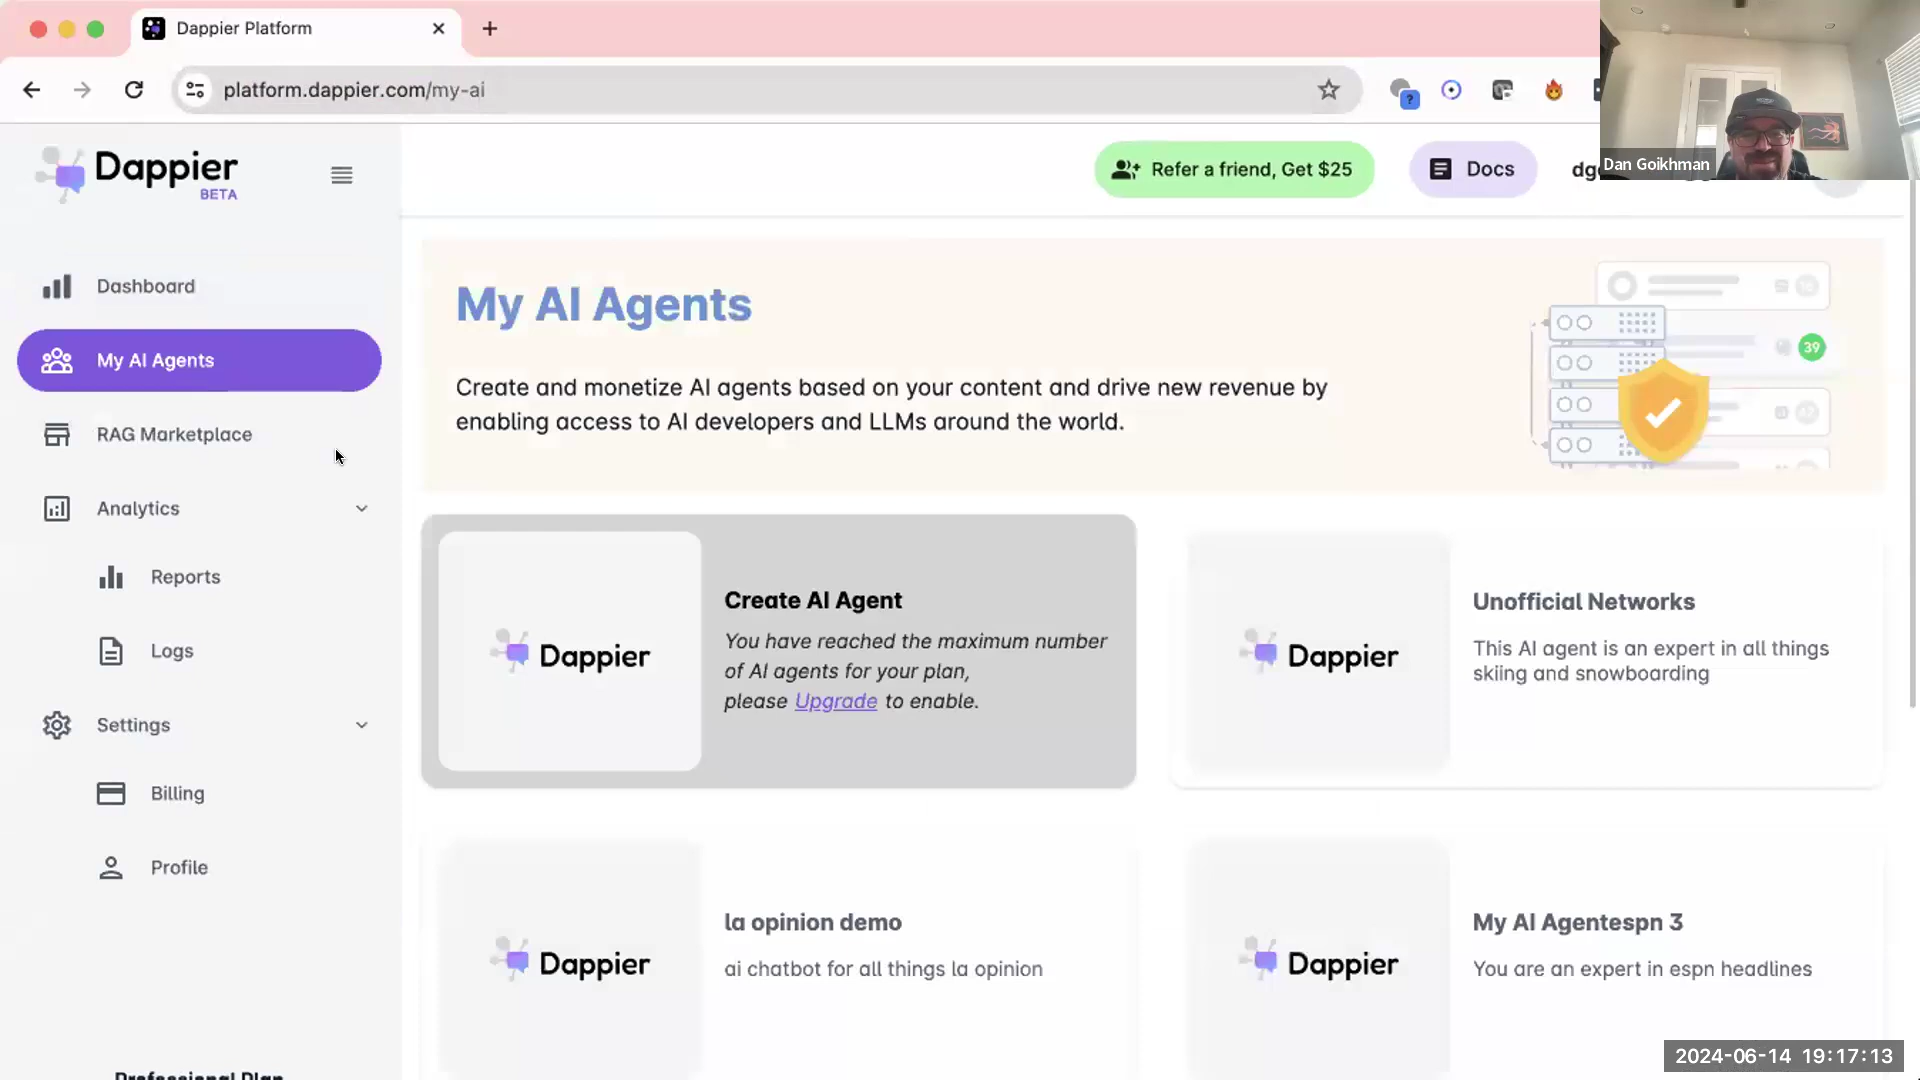 Dappier Platform
platform.dappier.com/my-ai
?
Dan Goikhman
Dappier
BETA
Refer a friend, Get $25
Docs
Dashboard
My AI Agents
RAG Marketplace
Analytics
Reports
Logs
Settings
Billing
Profile
Professional Plan
My AI Agents
Create and monetize AI agents based on your content and drive new revenue by
enabling access to AI developers and LLMs around the world.
39
Dappier
Create AI Agent
You have reached the maximum number
of AI agents for your plan,
please Upgrade to enable.
Dappier
Unofficial Networks
This AI agent is an expert in all things
skiing and snowboarding
Dappier
la opinion demo
ai chatbot for all things la opinion
Dappier
My AI Agentespn 3
You are an expert in espn headlines
2024-06-14 19:17:13